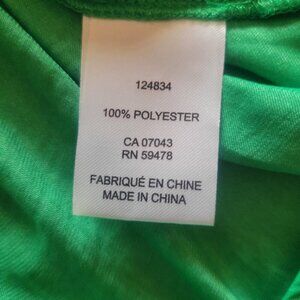 124834
100% POLYESTER
CA 07043
RN 59478
FABRIQUÉ EN CHINE
MADE IN CHINA